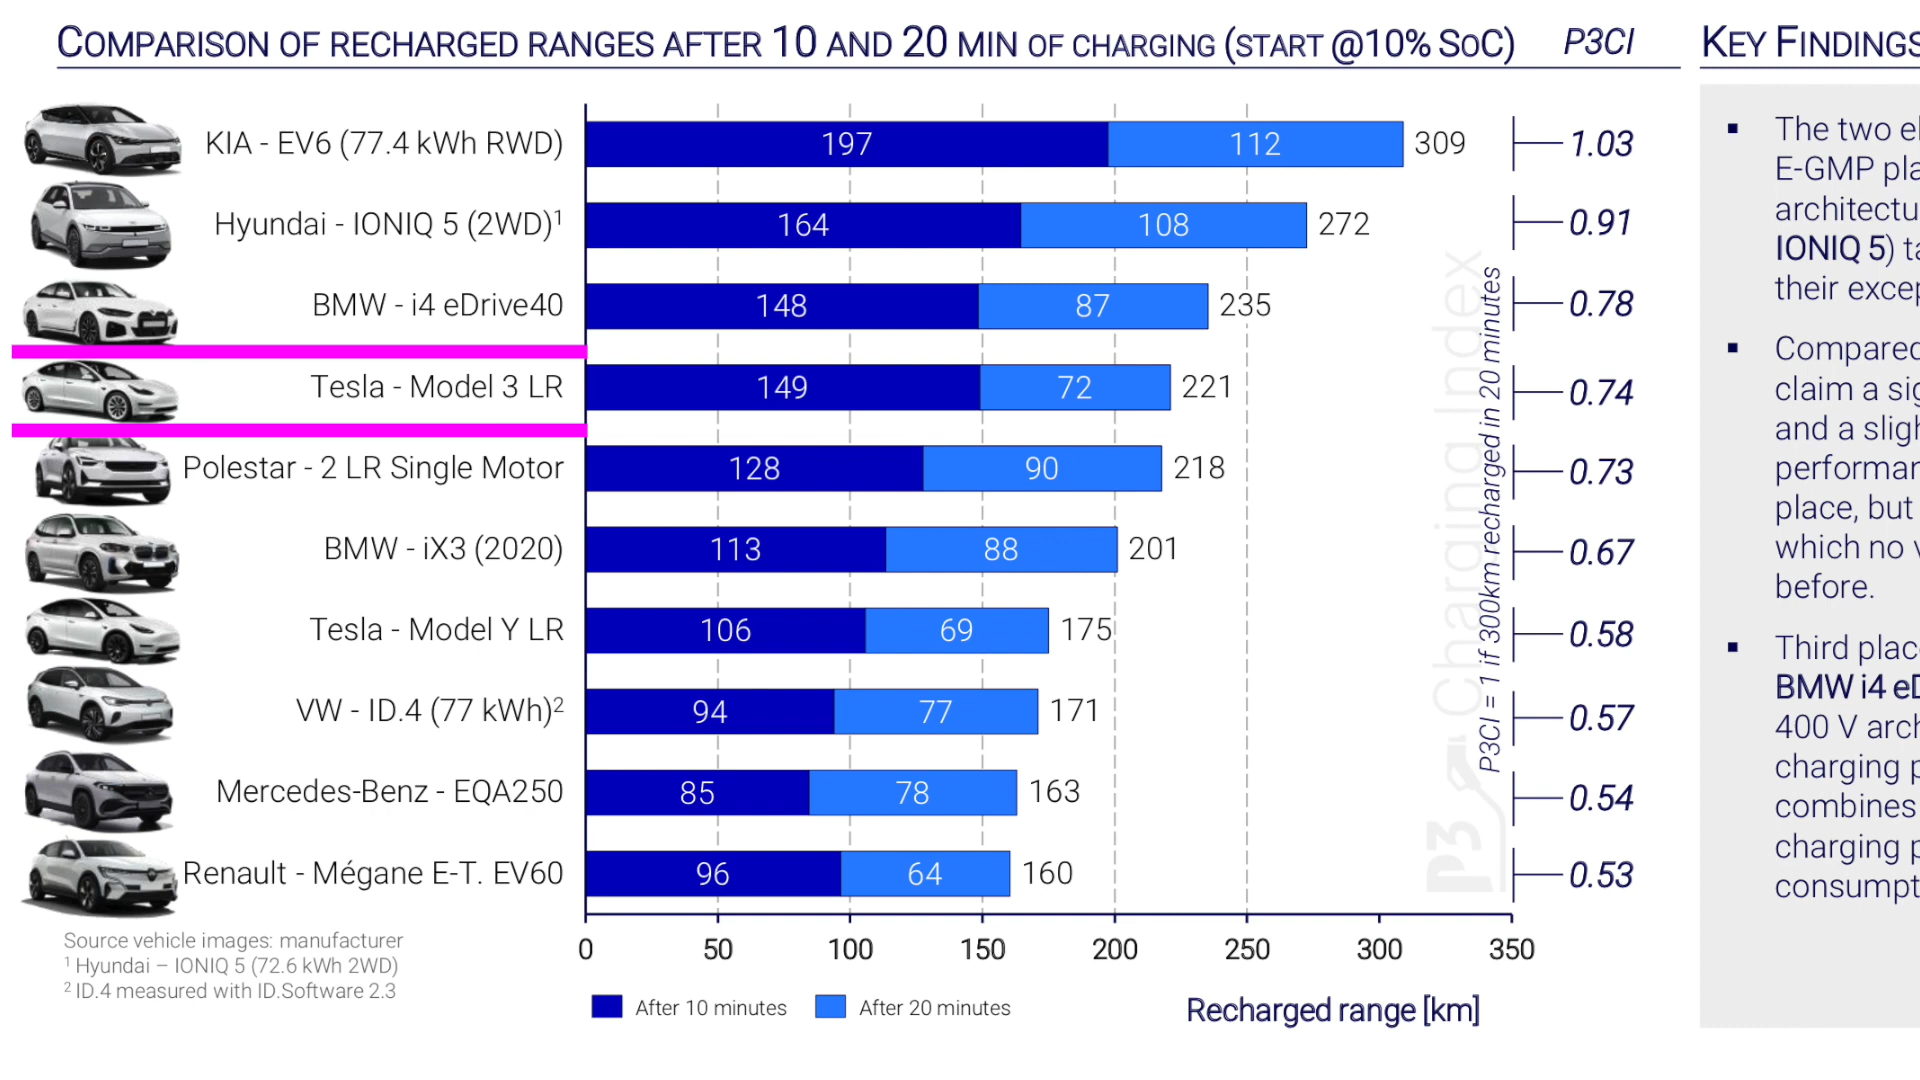 COMPARISON OF RECHARGED RANGES AFTER 10 AND 20 MIN OF CHARGING (START @10% SOC)
P3CI
KEY FINDINGS
KIA - EV6 (77.4 kWh RWD)
197
112
309
1.03
Hyundai - IONIQ 5 (2WD)¹
164
108
272
0.91
BMW - i4 eDrive40
148
87
235
0.78
Tesla - Model 3 LR
149
72
221
0.74
Polestar - 2 LR Single Motor
128
90
218
0.73
BMW - iX3 (2020)
113
88
201
0.67
Tesla - Model Y LR
106
69
175
0.58
VW - ID.4 (77 kWh)²
94
77
171
0.57
Mercedes-Benz - EQA250
85
78
163
0.54
Renault - Mégane E-T. EV60
96
64
160
0.53
P3 Charging Index
P3CI = 1 if 300km recharged in 20 minutes
0 50 100 150 200 250 300 350
After 10 minutes
After 20 minutes
Recharged range [km]
Source vehicle images: manufacturer
¹ Hyundai – IONIQ 5 (72.6 kWh 2WD)
² ID.4 measured with ID.Software 2.3
▪ The two el
E-GMP pla
architectu
IONIQ 5) ta
their excep
▪ Compared
claim a sig
and a sligh
performan
place, but
which no v
before.
▪ Third plac
BMW i4 eD
400 V arch
charging p
combines
charging p
consumpt